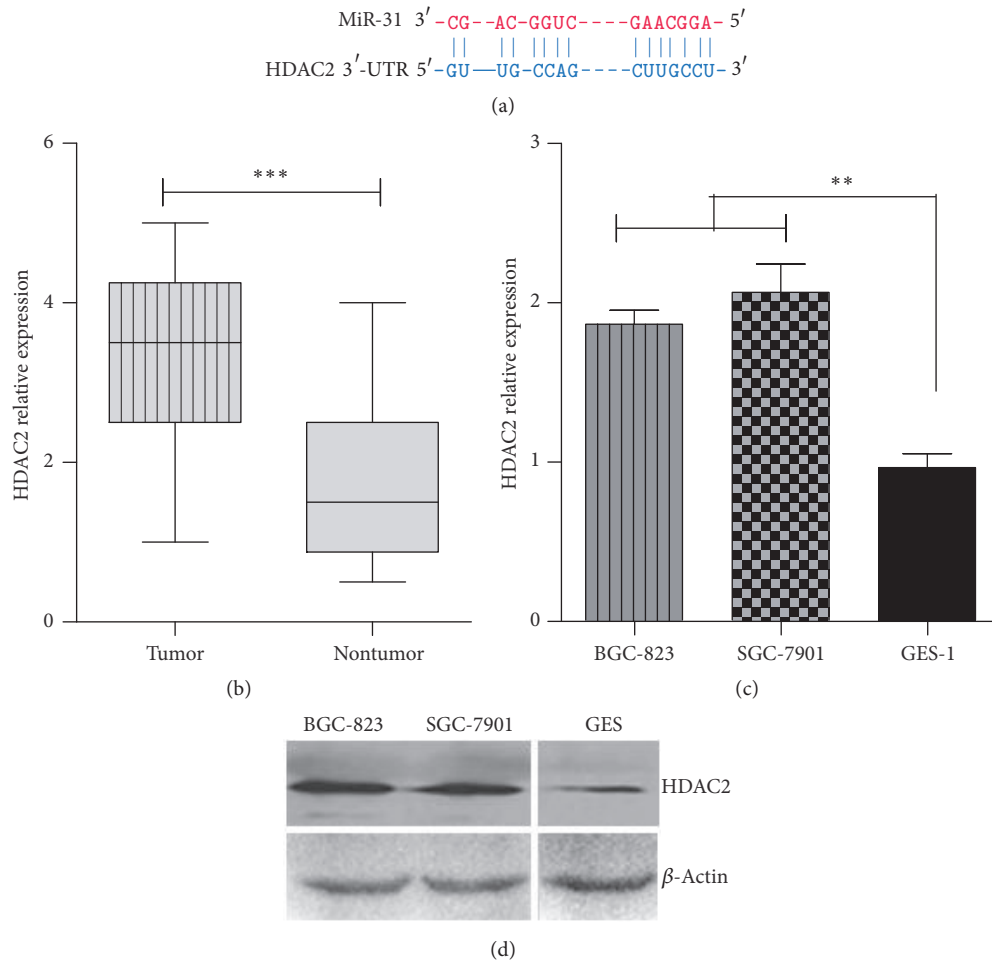 MiR-31 3′ -CG--AC-GGUC----GAACGGA- 5′
HDAC2 3′-UTR 5′ -GU—UG-CCAG----CUUGCCU- 3′
(a)
HDAC2 relative expression
6
4
2
0
***
Tumor Nontumor
(b)
HDAC2 relative expression
3
2
1
0
**
BGC-823 SGC-7901 GES-1
(c)
BGC-823 SGC-7901 GES
HDAC2
β-Actin
(d)